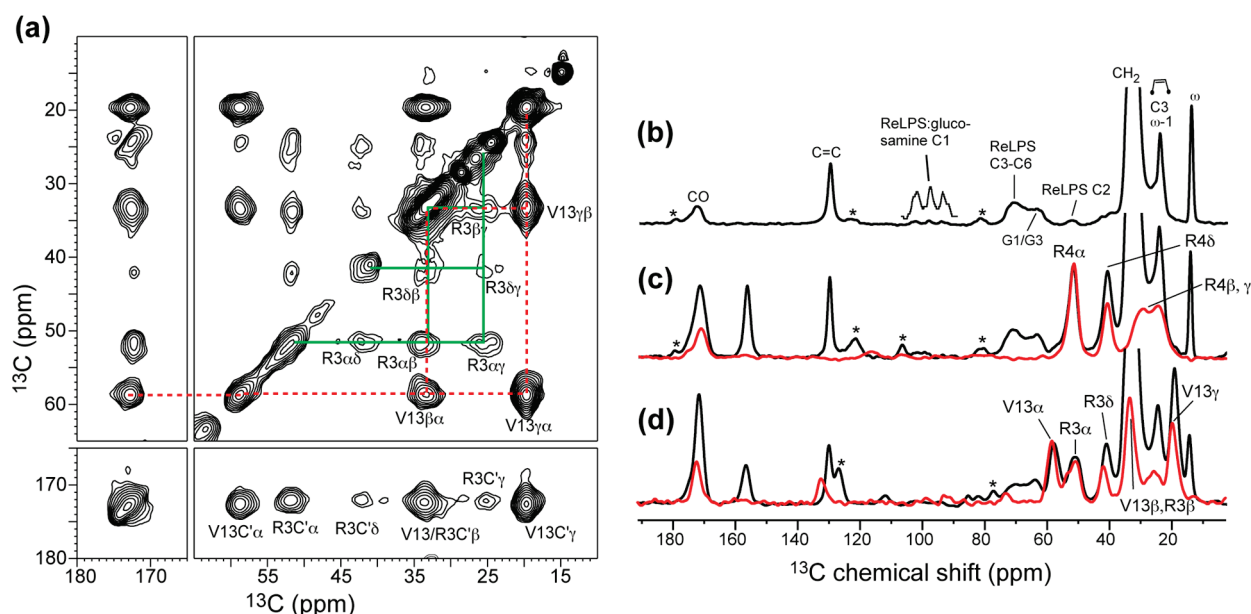 (a)
20
30
40
50
60
170
180
13C (ppm)
V13γβ
R3βγ
R3δβ
R3δγ
R3αδ
R3αβ
R3αγ
V13βα
V13γα
R3C'γ
V13C'α
R3C'α
R3C'δ
V13/R3C'β
V13C'γ
180
170
55
45
35
25
15
13C (ppm)
13C (ppm)
(b)
CO
*
C=C
*
ReLPS:gluco-
samine C1
*
ReLPS
C3-C6
G1/G3
ReLPS C2
CH2
C3
ω-1
ω
(c)
*
*
*
*
R4α
R4δ
R4β, γ
(d)
*
*
V13α
R3α
R3δ
V13γ
V13β,R3β
180
160
140
120
100
80
60
40
20
13C chemical shift (ppm)